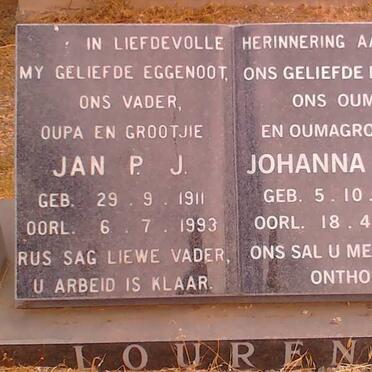 IN LIEFDEVOLLE
MY GELIEFDE EGGENOOT,
ONS VADER,
OUPA EN GROOTJIE
JAN P. J.
GEB. 29.9.1911
OORL. 6.7.1993
RUS SAG LIEWE VADER,
U ARBEID IS KLAAR.
HERINNERING AA
ONS GELIEFDE
ONS OUM
EN OUMAGRO
JOHANNA
GEB. 5.10.
OORL. 18.4
ONS SAL U ME
ONTHO
LOUREN